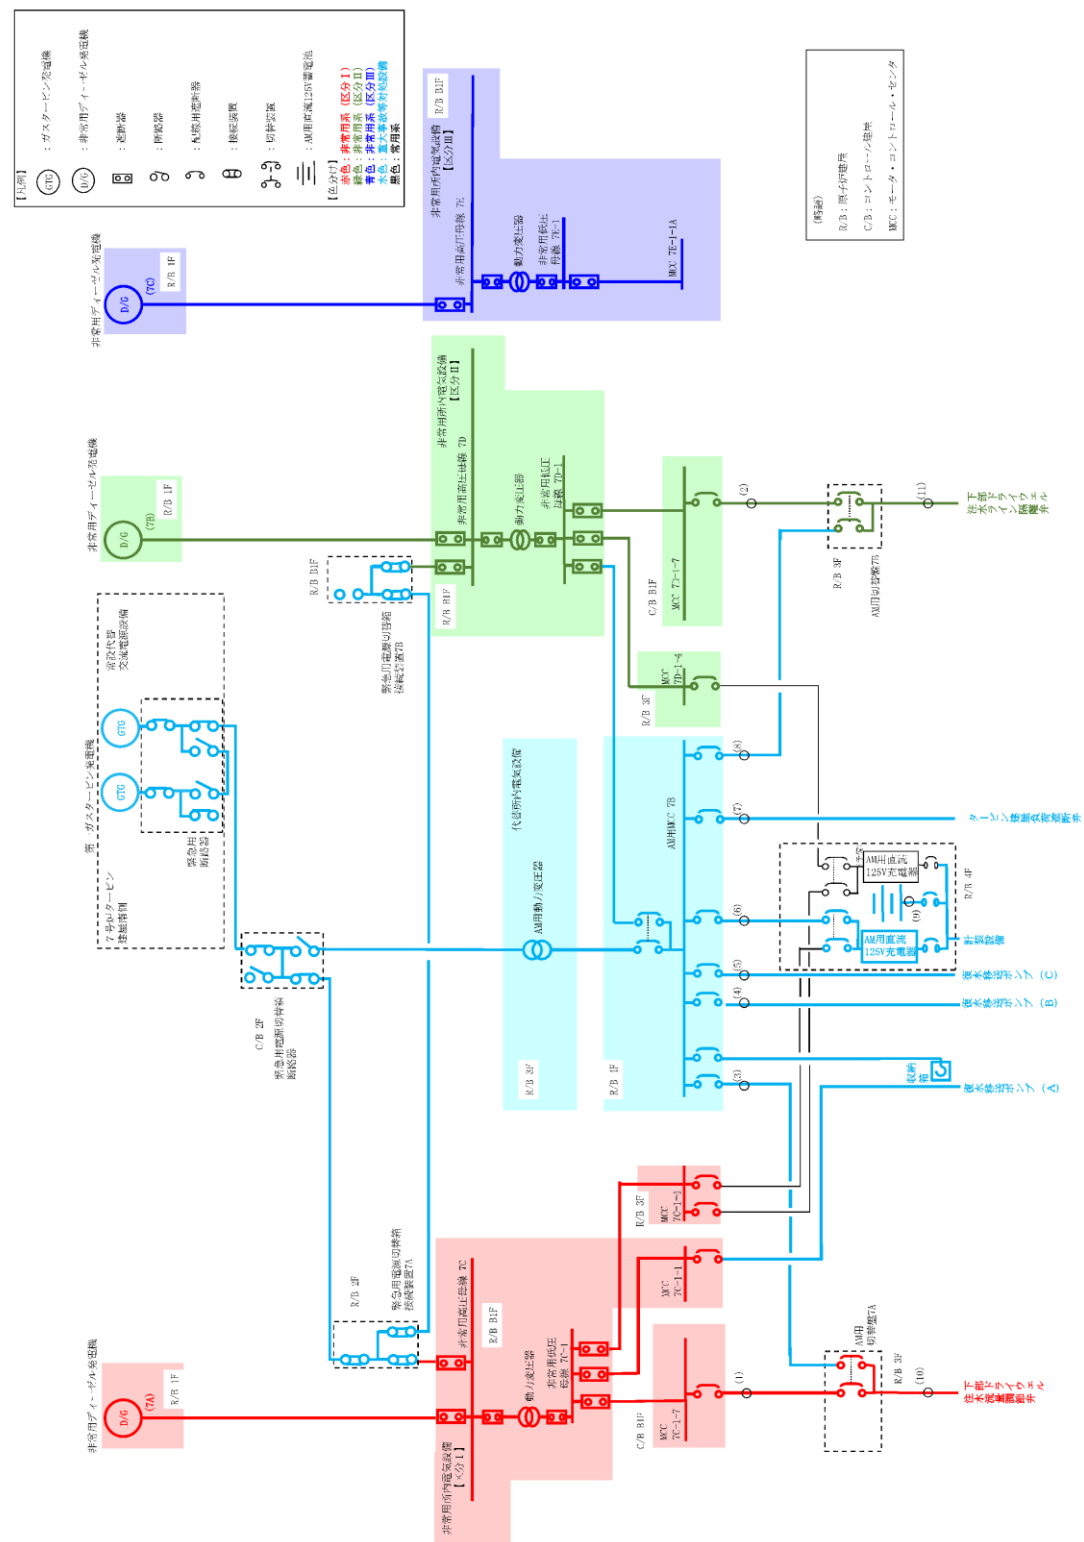 【凡例】
GTG
：ガスタービン発電機
D/G
：非常用ディーゼル発電機
：遮断器
：断路器
：配線用遮断器
：接続装置
：切替装置
：AM用直流125V蓄電池
【色分け】
赤色：非常用系（区分Ⅰ）
緑色：非常用系（区分Ⅱ）
青色：非常用系（区分Ⅲ）
水色：重大事故等対処設備
黒色：常用系
（略語）
R/B：原子炉建屋
C/B：コントロール建屋
MCC：モータ・コントロール・センタ
非常用ディーゼル発電機
D/G
(7A)
R/B 1F
非常用ディーゼル発電機
D/G
(7B)
R/B 1F
非常用ディーゼル発電機
D/G
(7C)
R/B 1F
第一ガスタービン発電機
7号炉タービン
建屋南側
常設代替
交流電源設備
GTG
GTG
緊急用
断路器
C/B 2F
緊急用電源切替箱
断路器
R/B 2F
緊急用電源切替箱
接続装置7A
R/B B1F
緊急用電源切替箱
接続装置7B
非常用所内電気設備
【区分Ⅰ】
非常用高圧母線 7C
R/B B1F
動力変圧器
非常用低圧
母線 7C-1
C/B B1F
MCC
7C-1-7
MCC
7C-1-1
R/B 3F
MCC
7C-1-1
代替所内電気設備
AM用動力変圧器
R/B 3F
R/B 4F
AM用MCC 7B
非常用所内電気設備
【区分Ⅱ】
非常用高圧母線 7D
R/B B1F
動力変圧器
非常用低圧
母線 7D-1
R/B 3F
MCC
7D-1-4
C/B B1F
MCC 7D-1-7
非常用所内電気設備
【区分Ⅲ】
R/B B1F
非常用高圧母線 7E
動力変圧器
非常用低圧
母線 7E-1
MCC 7E-1-1A
(1)
(3)
(4)
(5)
(6)
(7)
(8)
(2)
AM用
切替盤7A
R/B 3F
(10)
下部ドライウェル
注水流量調節弁
復水移送ポンプ（A）
収納
箱
復水移送ポンプ（B）
復水移送ポンプ（C）
AM用直流
125V充電器
(9)
AM用直流
125V充電器
R/B 4F
計装設備
タービン建屋負荷遮断弁
R/B 3F
AM用切替盤7B
(11)
下部ドライウェル
注水ライン隔離弁